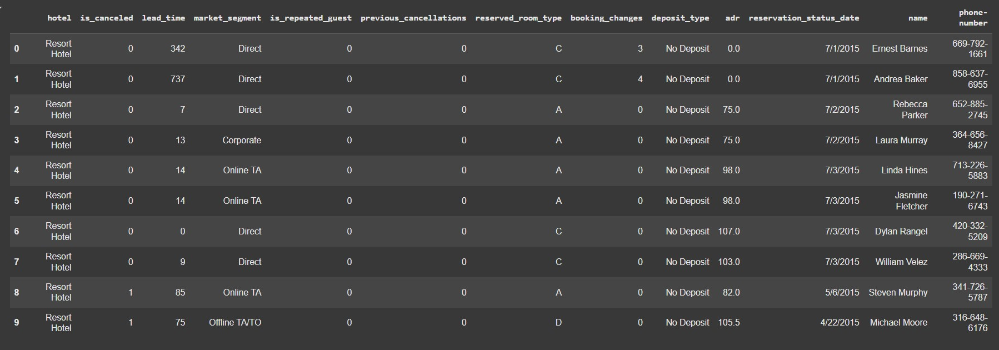 hotel is_canceled lead_time market_segment is_repeated_guest previous_cancellations reserved_room_type booking_changes deposit_type adr reservation_status_date name phone-number
0 Resort Hotel 0 342 Direct 0 0 C 3 No Deposit 0.0 7/1/2015 Ernest Barnes 669-792-1661
1 Resort Hotel 0 737 Direct 0 0 C 4 No Deposit 0.0 7/1/2015 Andrea Baker 858-637-6955
2 Resort Hotel 0 7 Direct 0 0 A 0 No Deposit 75.0 7/2/2015 Rebecca Parker 652-885-2745
3 Resort Hotel 0 13 Corporate 0 0 A 0 No Deposit 75.0 7/2/2015 Laura Murray 364-656-8427
4 Resort Hotel 0 14 Online TA 0 0 A 0 No Deposit 98.0 7/3/2015 Linda Hines 713-226-5883
5 Resort Hotel 0 14 Online TA 0 0 A 0 No Deposit 98.0 7/3/2015 Jasmine Fletcher 190-271-6743
6 Resort Hotel 0 0 Direct 0 0 C 0 No Deposit 107.0 7/3/2015 Dylan Rangel 420-332-5209
7 Resort Hotel 0 9 Direct 0 0 C 0 No Deposit 103.0 7/3/2015 William Velez 286-669-4333
8 Resort Hotel 1 85 Online TA 0 0 A 0 No Deposit 82.0 5/6/2015 Steven Murphy 341-726-5787
9 Resort Hotel 1 75 Offline TA/TO 0 0 D 0 No Deposit 105.5 4/22/2015 Michael Moore 316-648-6176